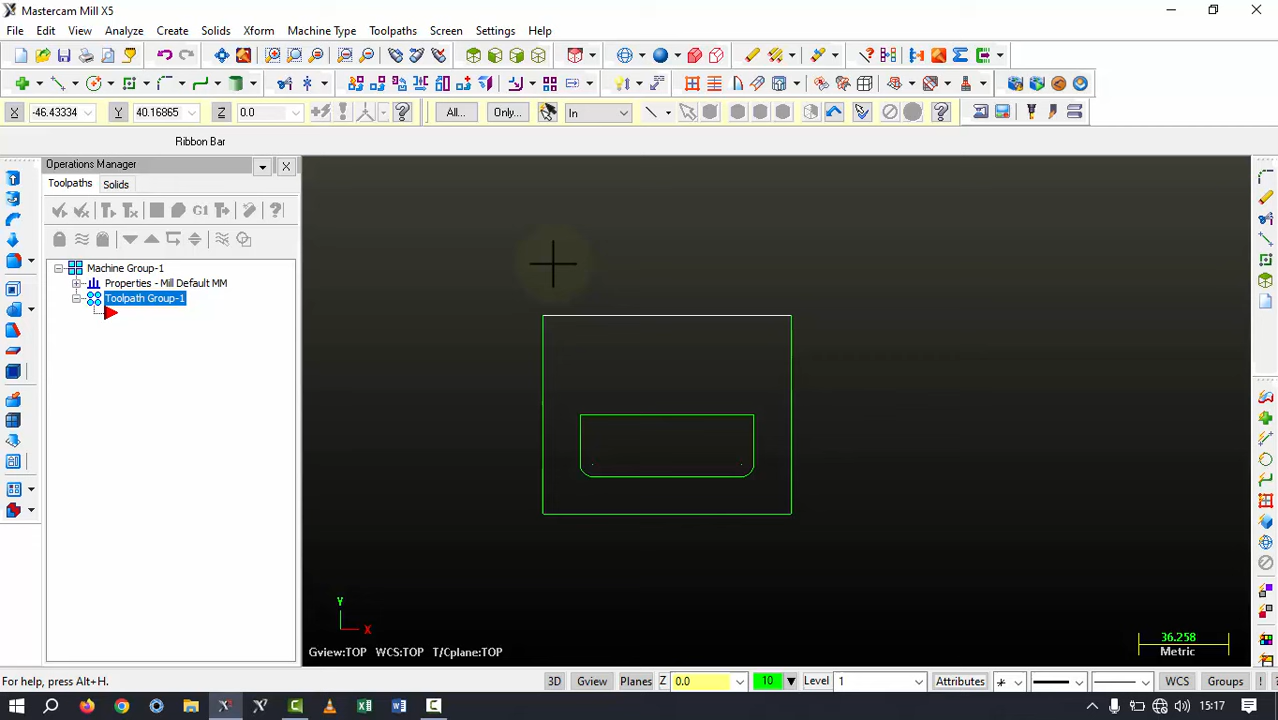 Mastercam Mill X5
File Edit View Analyze Create Solids Xform Machine Type Toolpaths Screen Settings Help
X -46.43334 Y 40.16865 Z 0.0 All... Only... In
Ribbon Bar
Operations Manager
Toolpaths Solids
G1
Machine Group-1
Properties - Mill Default MM
Toolpath Group-1
Y
X
Gview:TOP WCS:TOP T/Cplane:TOP
36.258
Metric
For help, press Alt+H. 3D Gview Planes Z 0.0 10 Level 1 Attributes WCS Groups ?
15:17